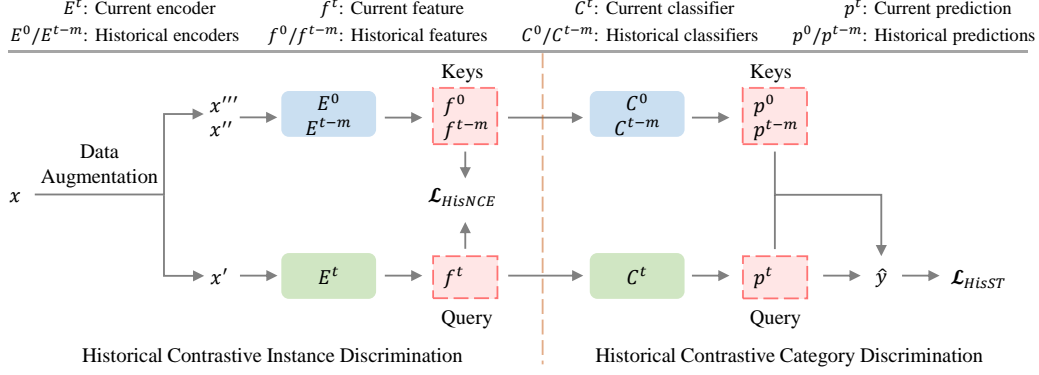 E^t: Current encoder f^t: Current feature C^t: Current classifier p^t: Current prediction
E^0/E^{t−m}: Historical encoders f^0/f^{t−m}: Historical features C^0/C^{t−m}: Historical classifiers p^0/p^{t−m}: Historical predictions
Keys Keys
x''' E^0 f^0 C^0 p^0
x'' E^{t−m} f^{t−m} C^{t−m} p^{t−m}
Data
Augmentation
x ℒ_{HisNCE}
x' E^t f^t C^t p^t ŷ ℒ_{HisST}
Query Query
Historical Contrastive Instance Discrimination Historical Contrastive Category Discrimination